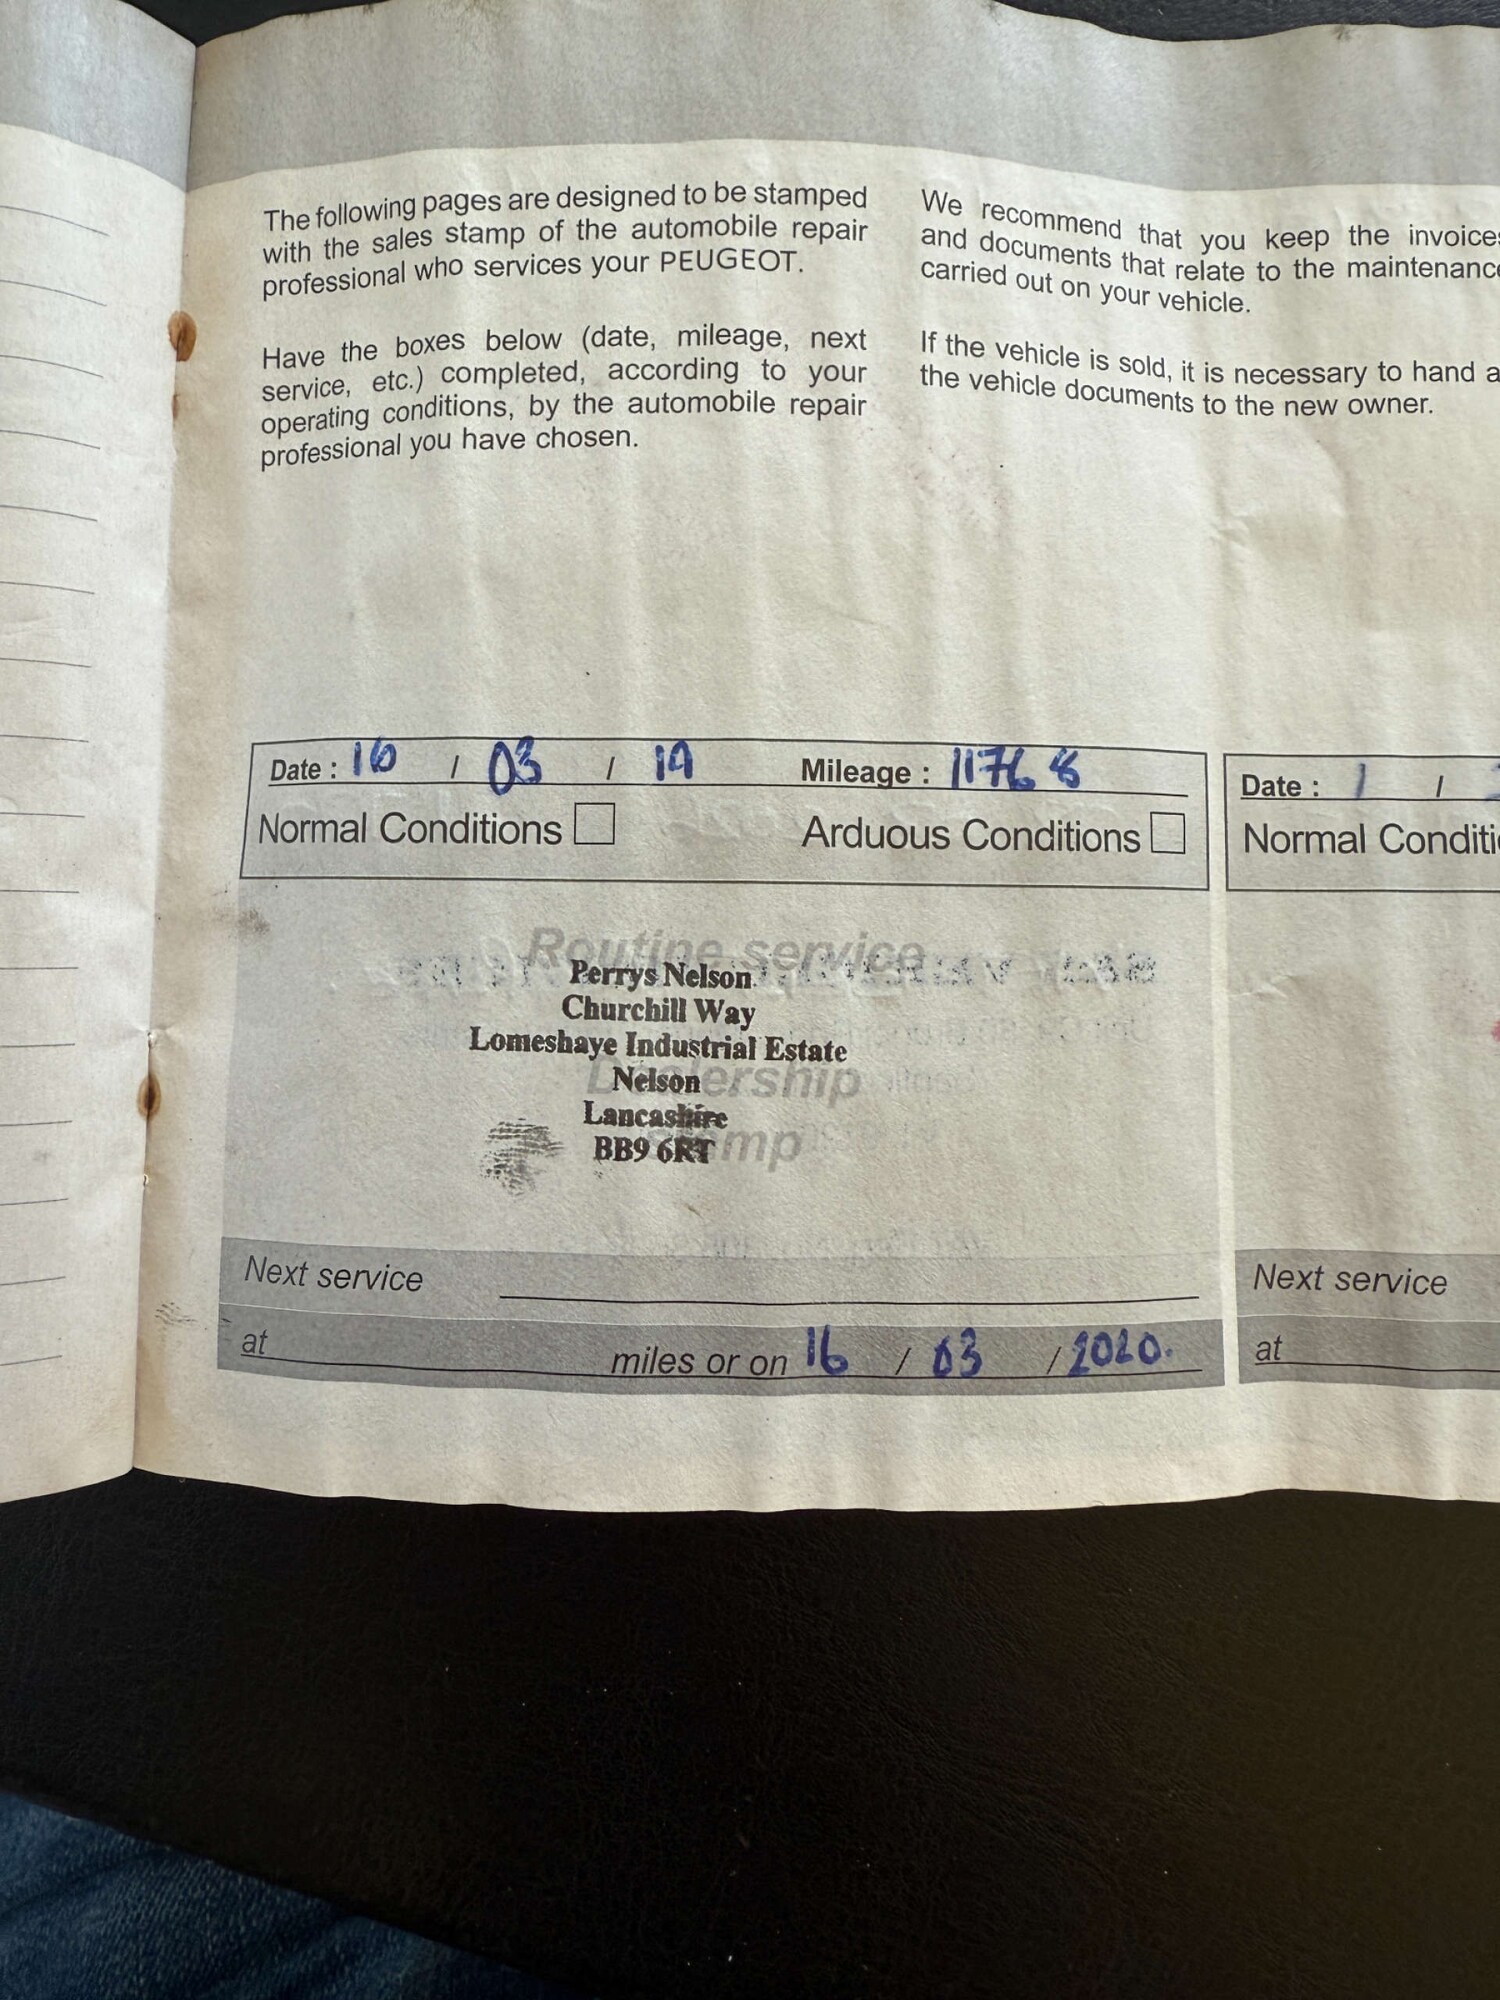 The following pages are designed to be stamped
with the sales stamp of the automobile repair
professional who services your PEUGEOT.
Have the boxes below (date, mileage, next
service, etc.) completed, according to your
operating conditions, by the automobile repair
professional you have chosen.
We recommend that you keep the invoices
and documents that relate to the maintenance
carried out on your vehicle.
If the vehicle is sold, it is necessary to hand a
the vehicle documents to the new owner.
Date : 16 / 03 / 19 Mileage : 11768
Normal Conditions Arduous Conditions
Routine service
Dealership
stamp
Perrys Nelson
Churchill Way
Lomeshaye Industrial Estate
Nelson
Lancashire
BB9 6RT
Next service
at miles or on 16 / 03 / 2020.
Date : 1 /
Normal Conditi
Next service
at